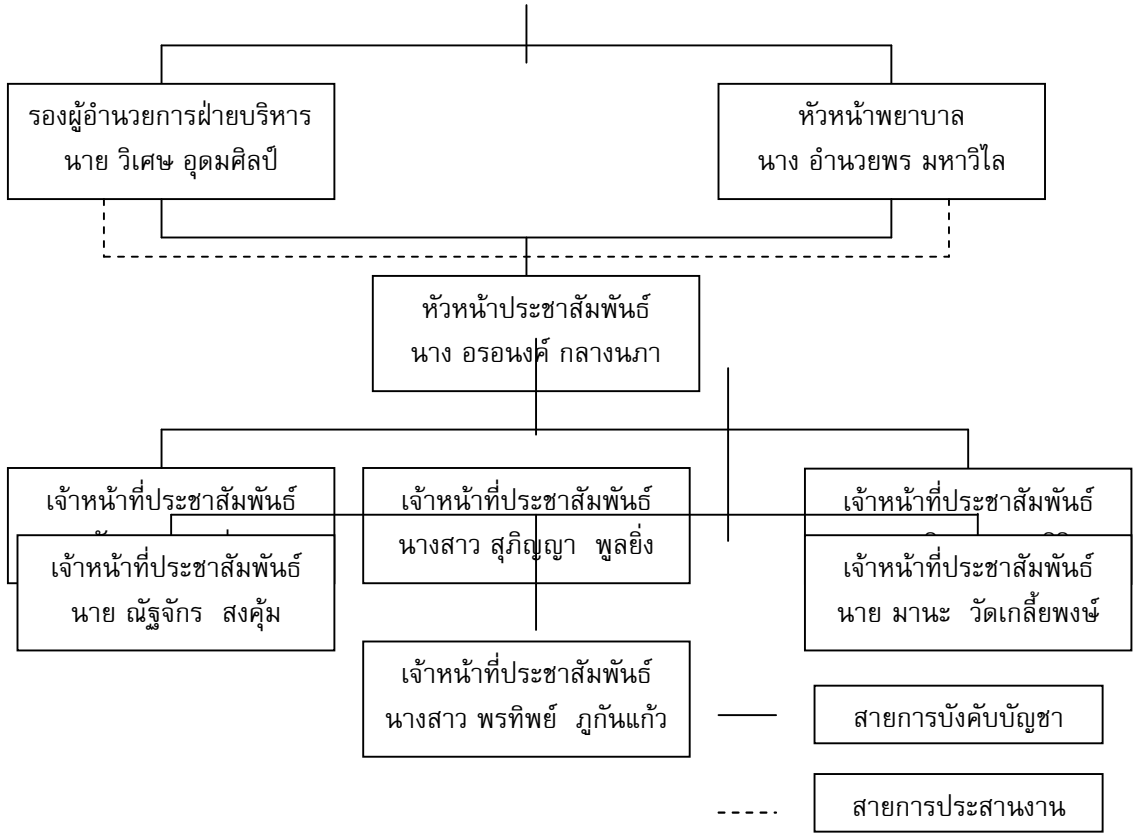 รองผู้อำนวยการฝ่ายบริหาร
นาย วิเศษ อุดมศิลป์
หัวหน้าพยาบาล
นาง อำนวยพร มหาวิไล
หัวหน้าประชาสัมพันธ์
นาง อรอนงค์ กลางนภา
เจ้าหน้าที่ประชาสัมพันธ์
เจ้าหน้าที่ประชาสัมพันธ์
นางสาว สุภิญญา พูลยิ่ง
เจ้าหน้าที่ประชาสัมพันธ์
เจ้าหน้าที่ประชาสัมพันธ์
นาย ณัฐจักร สงคุ้ม
เจ้าหน้าที่ประชาสัมพันธ์
นาย มานะ วัดเกลี้ยพงษ์
เจ้าหน้าที่ประชาสัมพันธ์
นางสาว พรทิพย์ ภูกันแก้ว
สายการบังคับบัญชา
สายการประสานงาน